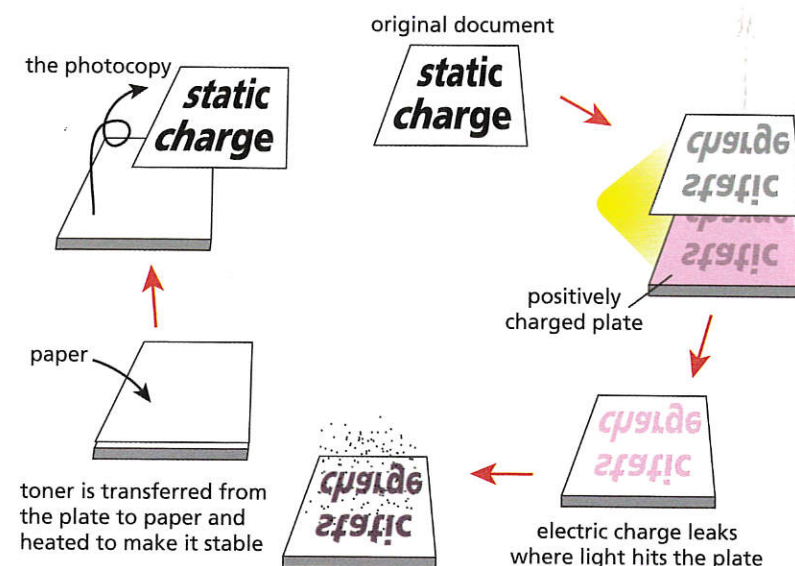 original document
static
charge
the photocopy
static
charge
charge
static
charge
static
positively
charged plate
charge
static
electric charge leaks
where light hits the plate
charge
static
paper
toner is transferred from
the plate to paper and
heated to make it stable